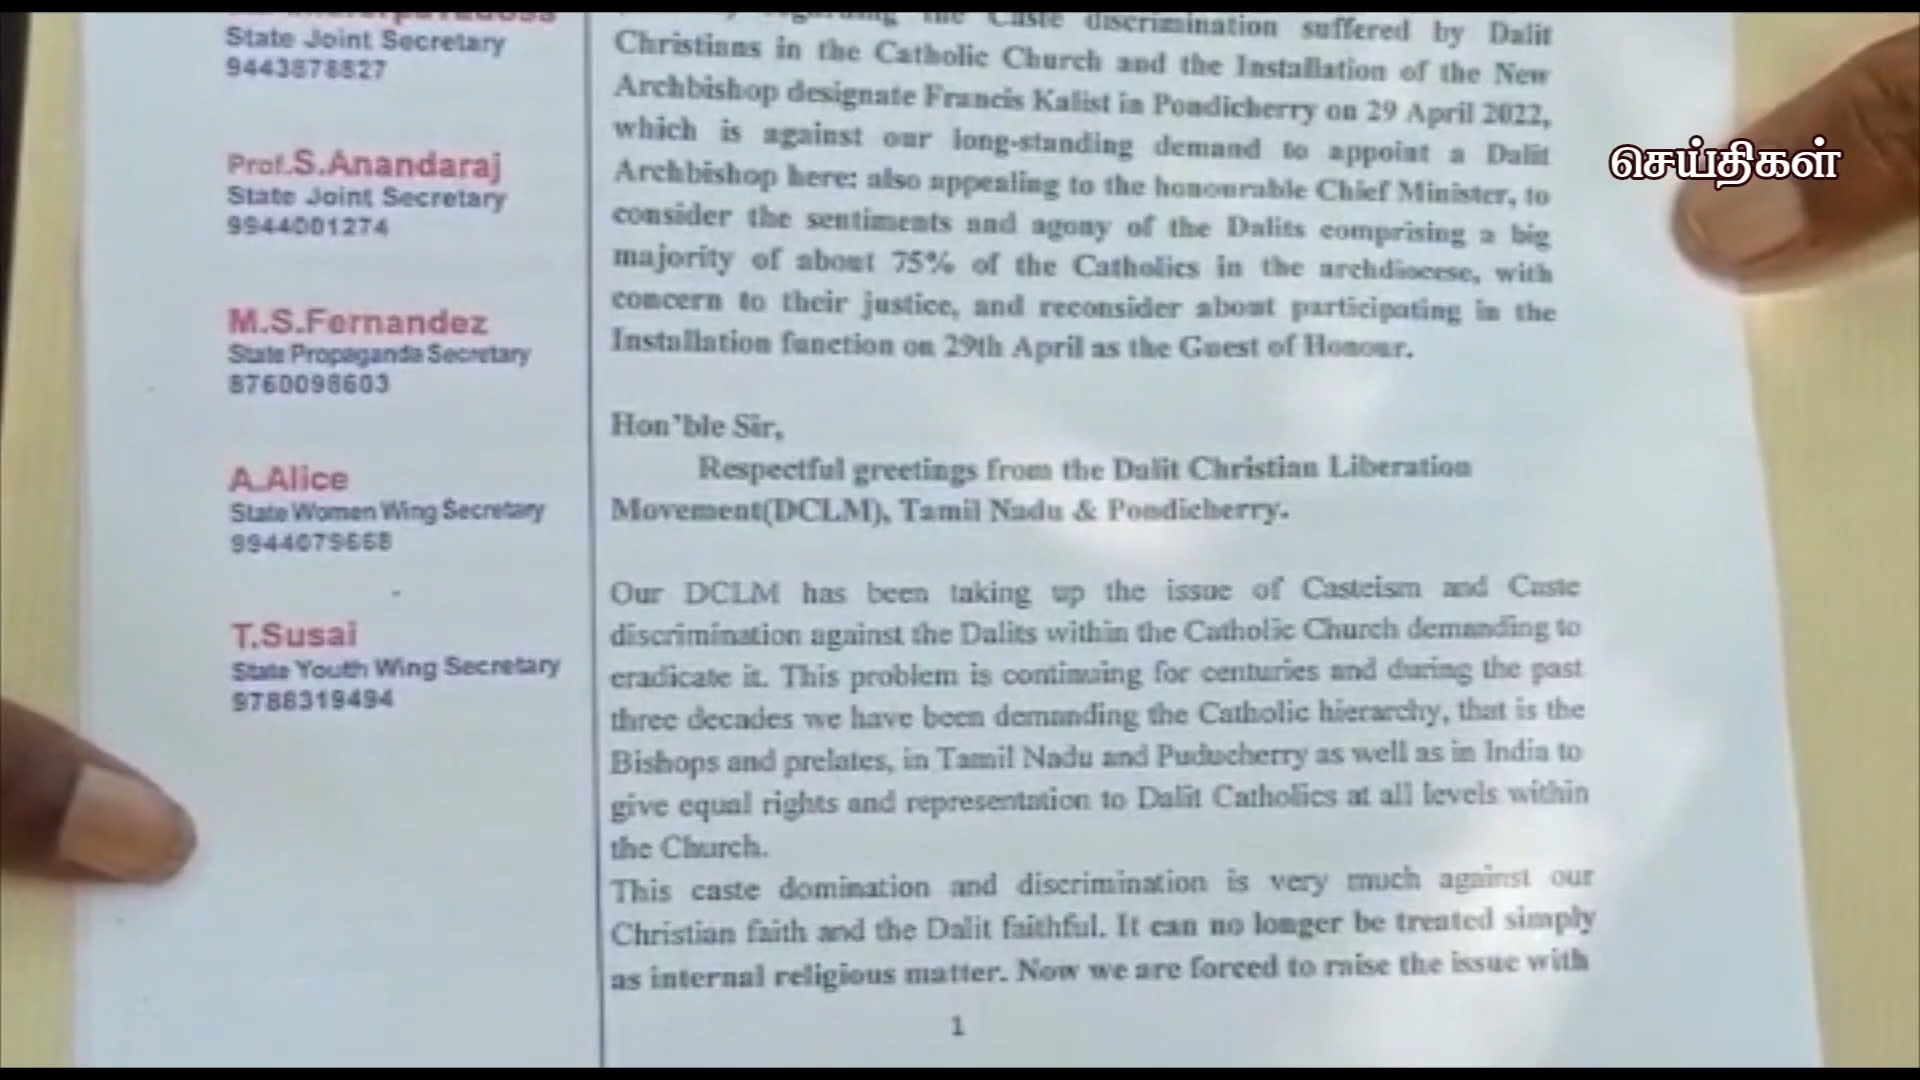 State Joint Secretary
9443878527
Prof.S.Anandaraj
State Joint Secretary
9944001274
M.S.Fernandez
State Propaganda Secretary
8760098603
A.Alice
State Women Wing Secretary
9944079668
T.Susai
State Youth Wing Secretary
9788319494
regarding the Caste discrimination suffered by Dalit
Christians in the Catholic Church and the Installation of the New
Archbishop designate Francis Kalist in Pondicherry on 29 April 2022,
which is against our long-standing demand to appoint a Dalit
Archbishop here: also appealing to the honourable Chief Minister, to
consider the sentiments and agony of the Dalits comprising a big
majority of about 75% of the Catholics in the archdiocese, with
concern to their justice, and reconsider about participating in the
Installation function on 29th April as the Guest of Honour.
Hon'ble Sir,
Respectful greetings from the Dalit Christian Liberation
Movement(DCLM), Tamil Nadu & Pondicherry.
Our DCLM has been taking up the issue of Casteism and Caste
discrimination against the Dalits within the Catholic Church demanding to
eradicate it. This problem is continuing for centuries and during the past
three decades we have been demanding the Catholic hierarchy, that is the
Bishops and prelates, in Tamil Nadu and Puducherry as well as in India to
give equal rights and representation to Dalit Catholics at all levels within
the Church.
This caste domination and discrimination is very much against our
Christian faith and the Dalit faithful. It can no longer be treated simply
as internal religious matter. Now we are forced to raise the issue with
1
செய்திகள்